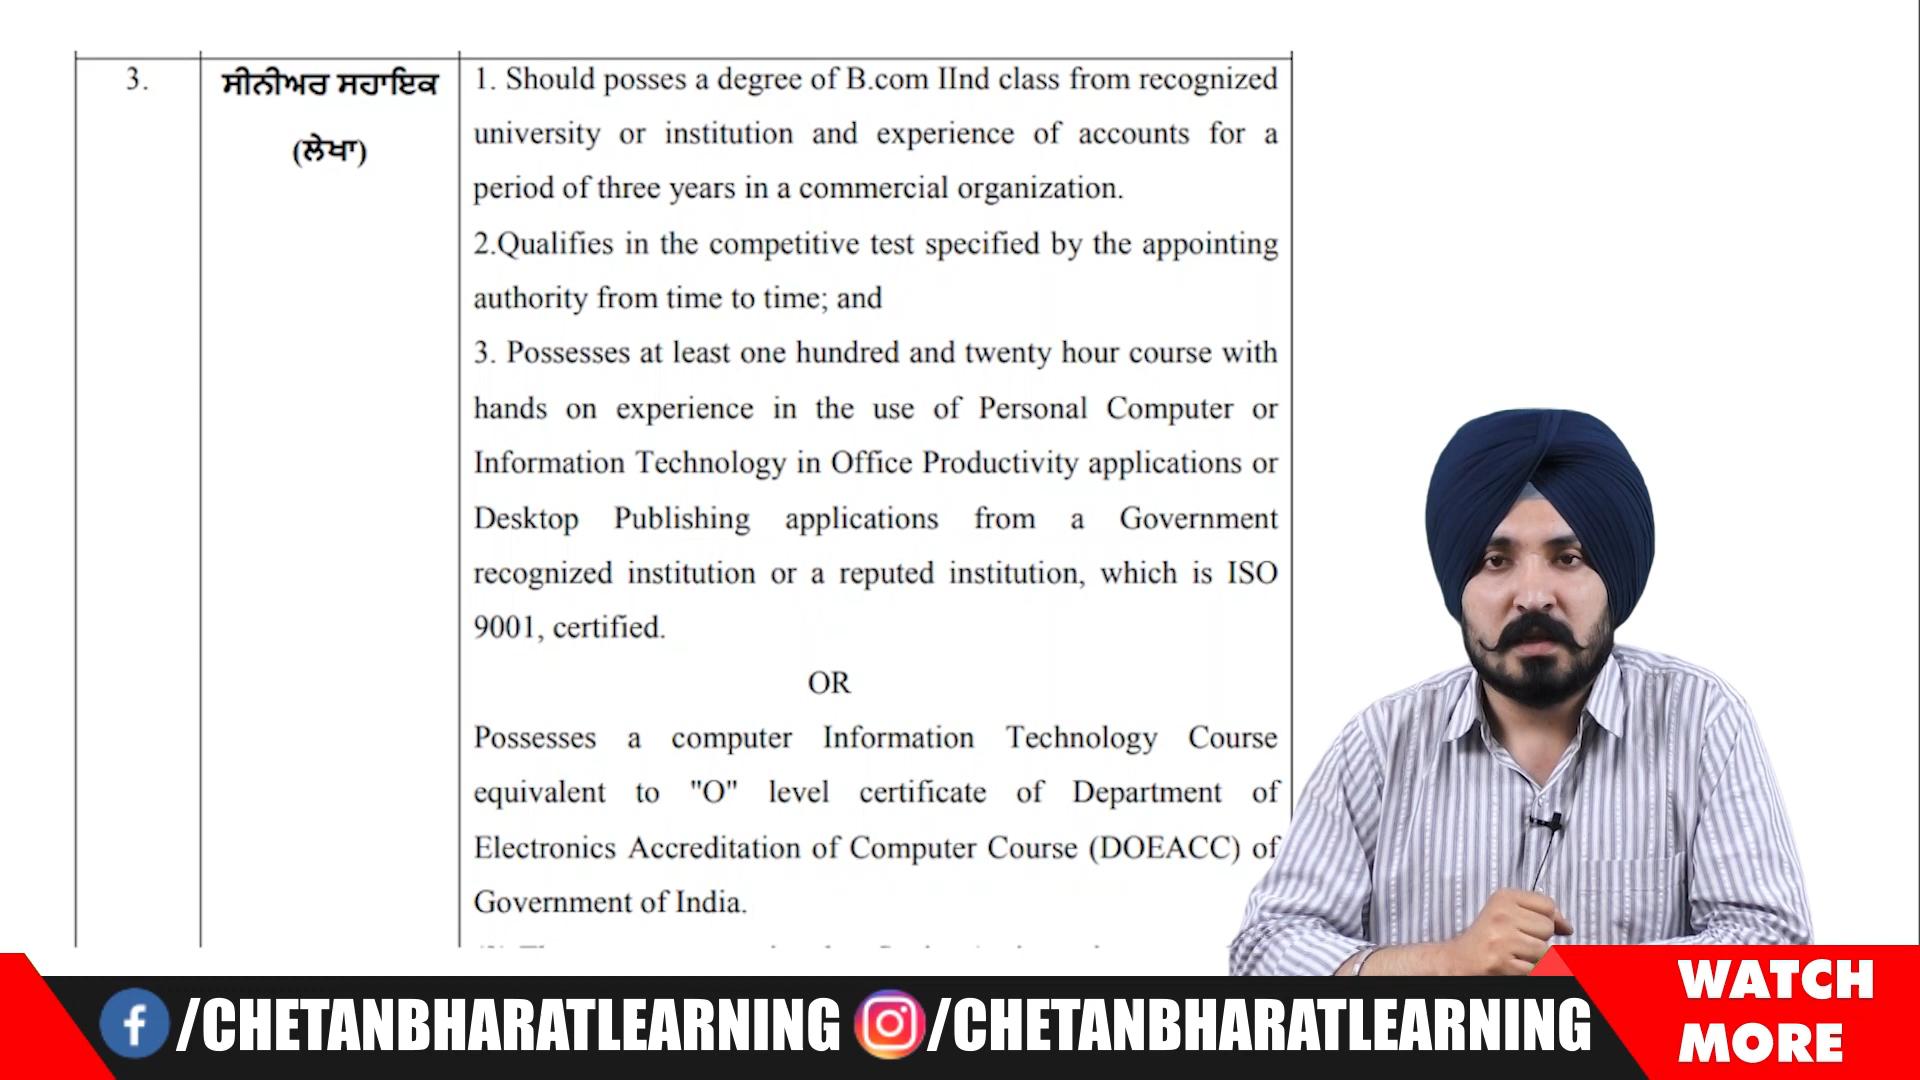 3.
ਸੀਨੀਅਰ ਸਹਾਇਕ
(ਲੇਖਾ)
1. Should posses a degree of B.com IInd class from recognized
university or institution and experience of accounts for a
period of three years in a commercial organization.
2.Qualifies in the competitive test specified by the appointing
authority from time to time; and
3. Possesses at least one hundred and twenty hour course with
hands on experience in the use of Personal Computer or
Information Technology in Office Productivity applications or
Desktop Publishing applications from a Government
recognized institution or a reputed institution, which is ISO
9001, certified.
OR
Possesses a computer Information Technology Course
equivalent to "O" level certificate of Department of
Electronics Accreditation of Computer Course (DOEACC) of
Government of India.
/CHETANBHARATLEARNING
/CHETANBHARATLEARNING
WATCH
MORE